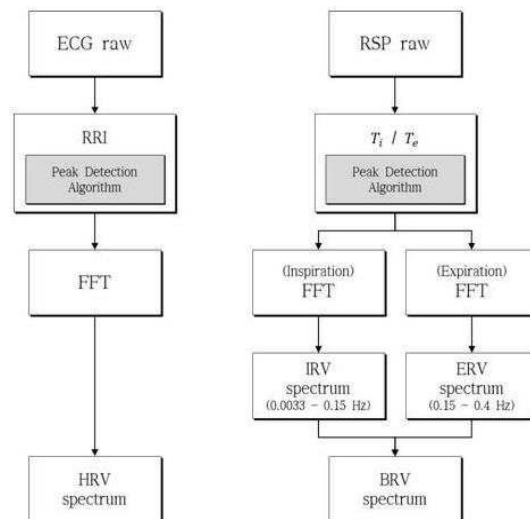 ECG raw
RRI
Peak Detection
Algorithm
FFT
HRV
spectrum
RSP raw
Ti / Te
Peak Detection
Algorithm
(Inspiration)
FFT
(Expiration)
FFT
IRV
spectrum
(0.0033 - 0.15 Hz)
ERV
spectrum
(0.15 - 0.4 Hz)
BRV
spectrum